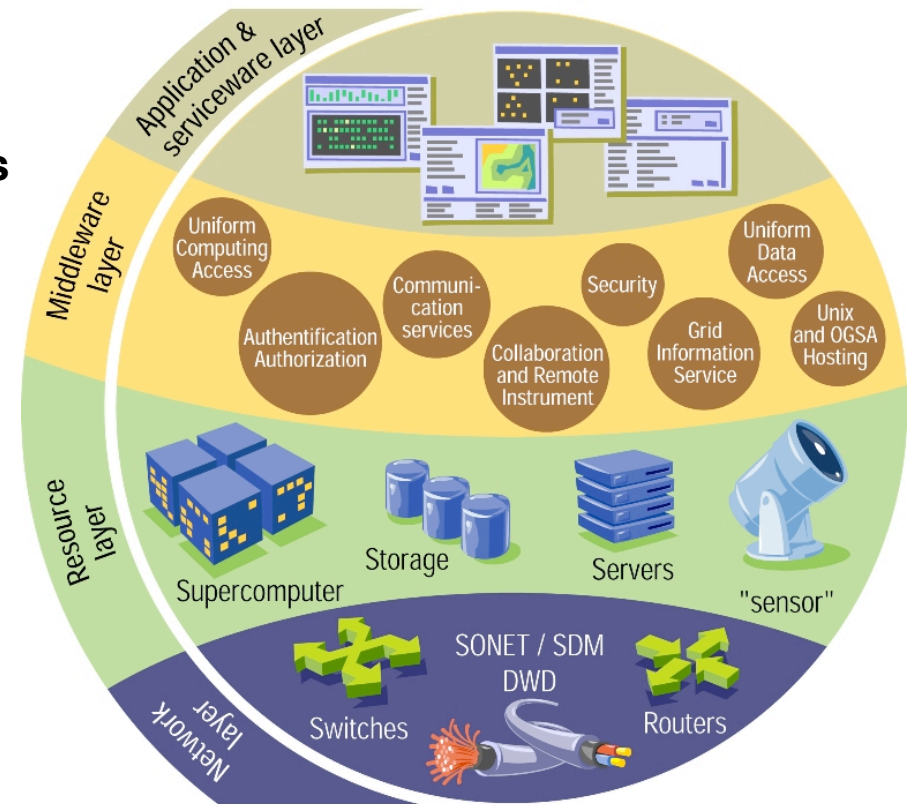 Application &
serviceware layer
s
Middleware
layer
Uniform
Computing
Access
Authentification
Authorization
Communi-
cation
services
Collaboration
and Remote
Instrument
Security
Grid
Information
Service
Uniform
Data
Access
Unix
and OGSA
Hosting
Resource
layer
Supercomputer
Storage
Servers
"sensor"
Network
layer
Switches
SONET / SDM
DWD
Routers